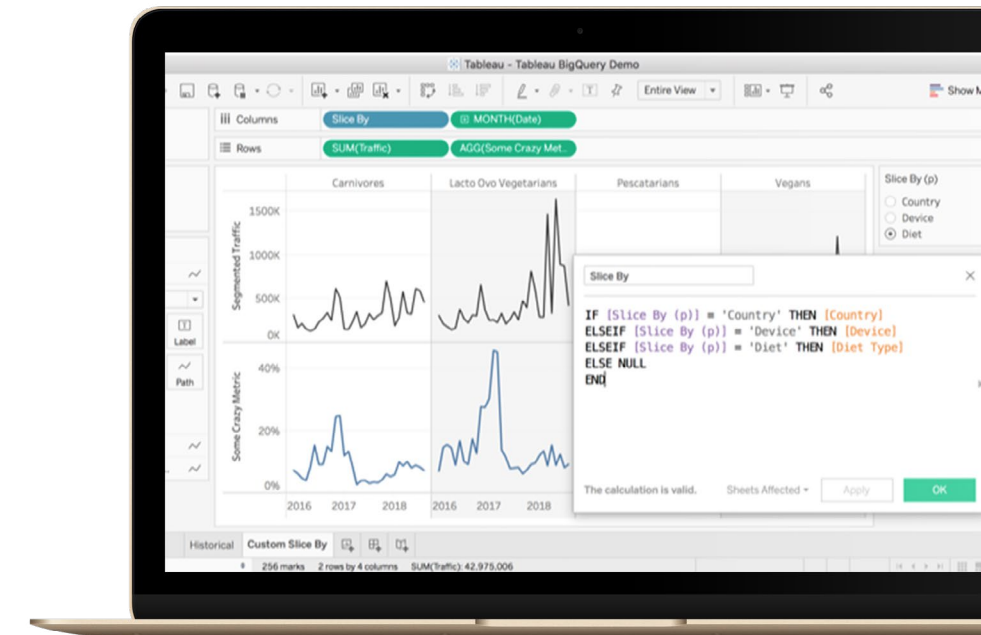 Tableau - Tableau BigQuery Demo
Entire View
Show
Columns
Slice By
MONTH(Date)
Rows
SUM(Traffic)
AGG(Some Crazy Met..
Carnivores
Lacto Ovo Vegetarians
Pescatarians
Vegans
Slice By (p)
Country
Device
Diet
Segmented Traffic
1500K
1000K
500K
0K
Some Crazy Metric
40%
20%
0%
2016 2017 2018 2016 2017 2018
Label
Path
Slice By
IF [Slice By (p)] = 'Country' THEN [Country]
ELSEIF [Slice By (p)] = 'Device' THEN [Device]
ELSEIF [Slice By (p)] = 'Diet' THEN [Diet Type]
ELSE NULL
END
The calculation is valid.
Sheets Affected
Apply
OK
Historical
Custom Slice By
256 marks 2 rows by 4 columns SUM(Traffic): 42,975,006